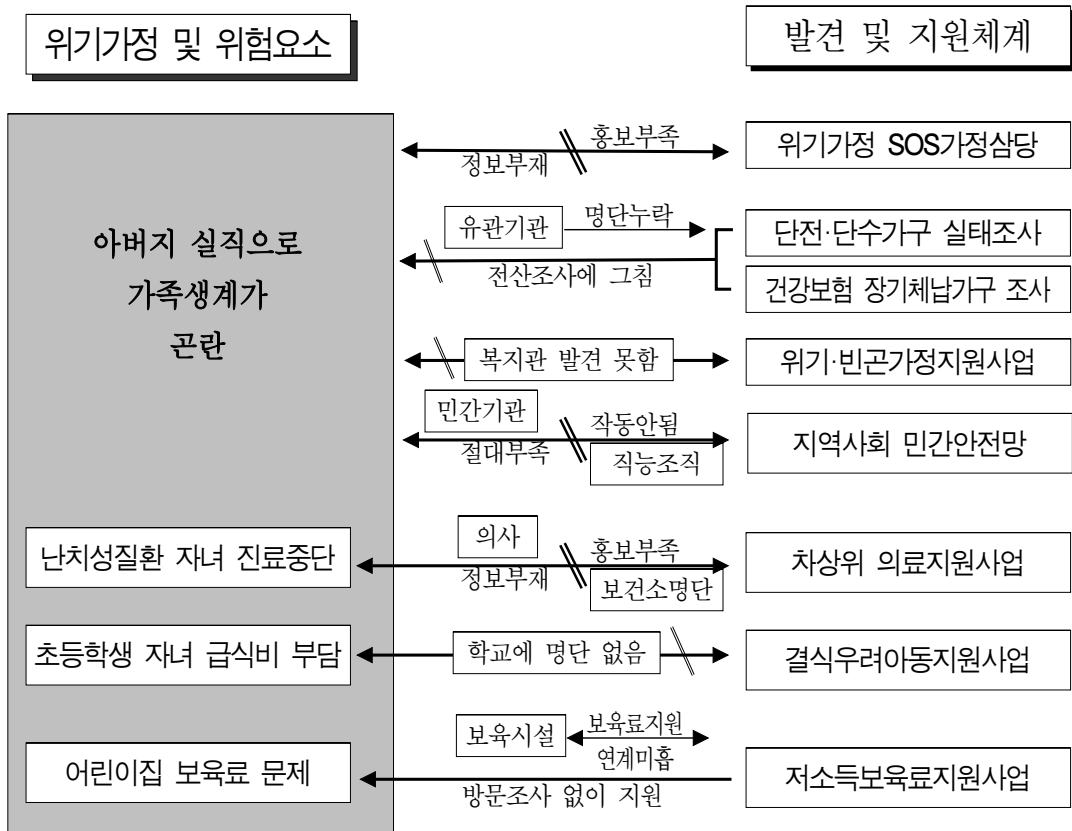 위기가정 및 위험요소
발견 및 지원체계
아버지 실직으로
가족생계가
곤란
홍보부족
정보부재
위기가정 SOS가정삼당
유관기관
명단누락
전산조사에 그침
단전·단수가구 실태조사
건강보험 장기체납가구 조사
복지관 발견 못함
위기·빈곤가정지원사업
민간기관
작동안됨
절대부족
직능조직
지역사회 민간안전망
난치성질환 자녀 진료중단
의사
홍보부족
정보부재
보건소명단
차상위 의료지원사업
초등학생 자녀 급식비 부담
학교에 명단 없음
결식우려아동지원사업
보육시설
보육료지원
연계미흡
어린이집 보육료 문제
방문조사 없이 지원
저소득보육료지원사업